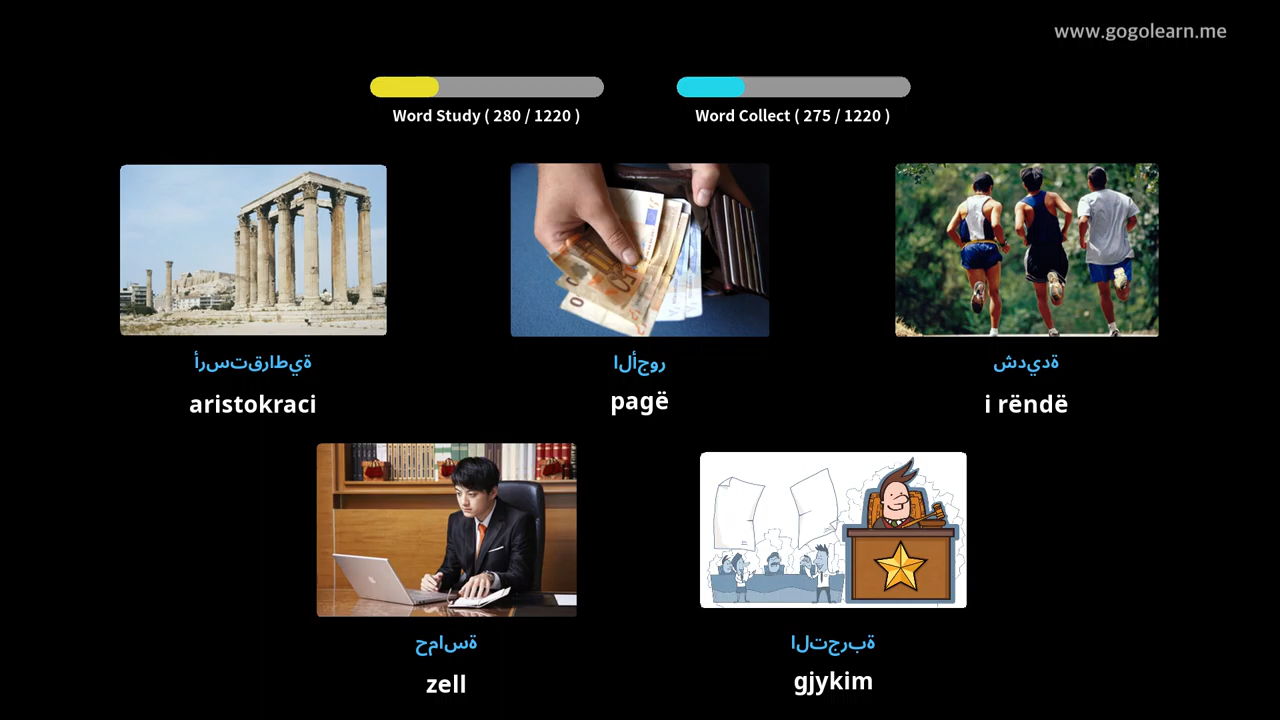 www.gogolearn.me
Word Study ( 280 / 1220 )
Word Collect ( 275 / 1220 )
أرستقراطية
الأجور
شديدة
aristokraci
pagë
i rëndë
حماسة
التجربة
zell
gjykim